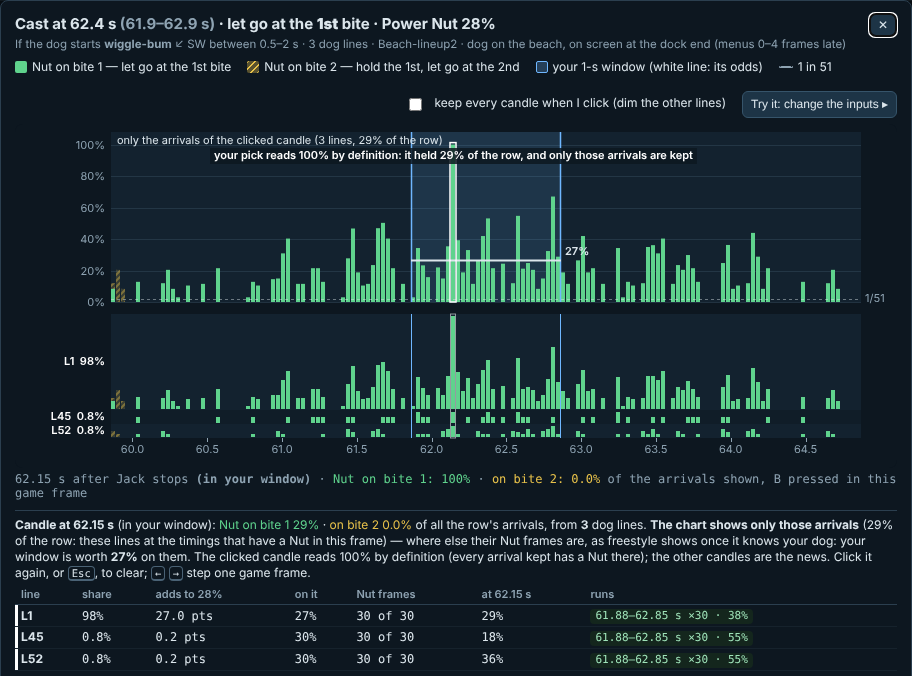 Cast at 62.4 s (61.9–62.9 s) · let go at the 1st bite · Power Nut 28%
×
If the dog starts wiggle-bum ↙ SW between 0.5–2 s · 3 dog lines · Beach-lineup2 · dog on the beach, on screen at the dock end (menus 0–4 frames late)
Nut on bite 1 — let go at the 1st bite
Nut on bite 2 — hold the 1st, let go at the 2nd
your 1-s window (white line: its odds)
1 in 51
keep every candle when I click (dim the other lines)
Try it: change the inputs ▸
only the arrivals of the clicked candle (3 lines, 29% of the row)
your pick reads 100% by definition: it held 29% of the row, and only those arrivals are kept
100%
80%
60%
40%
20%
0%
27%
1/51
L1 98%
L45 0.8%
L52 0.8%
60.0 60.5 61.0 61.5 62.0 62.5 63.0 63.5 64.0 64.5
62.15 s after Jack stops (in your window) · Nut on bite 1: 100% · on bite 2: 0.0% of the arrivals shown, B pressed in this
game frame
Candle at 62.15 s (in your window): Nut on bite 1 29% · on bite 2 0.0% of all the row's arrivals, from 3 dog lines. The chart shows only those arrivals (29%
of the row: these lines at the timings that have a Nut in this frame) — where else their Nut frames are, as freestyle shows once it knows your dog: your
window is worth 27% on them. The clicked candle reads 100% by definition (every arrival kept has a Nut there); the other candles are the news. Click it
again, or Esc, to clear; ← → step one game frame.
line share adds to 28% on it Nut frames at 62.15 s runs
L1 98% 27.0 pts 27% 30 of 30 29% 61.88–62.85 s ×30 · 38%
L45 0.8% 0.2 pts 30% 30 of 30 18% 61.88–62.85 s ×30 · 55%
L52 0.8% 0.2 pts 30% 30 of 30 36% 61.88–62.85 s ×30 · 55%